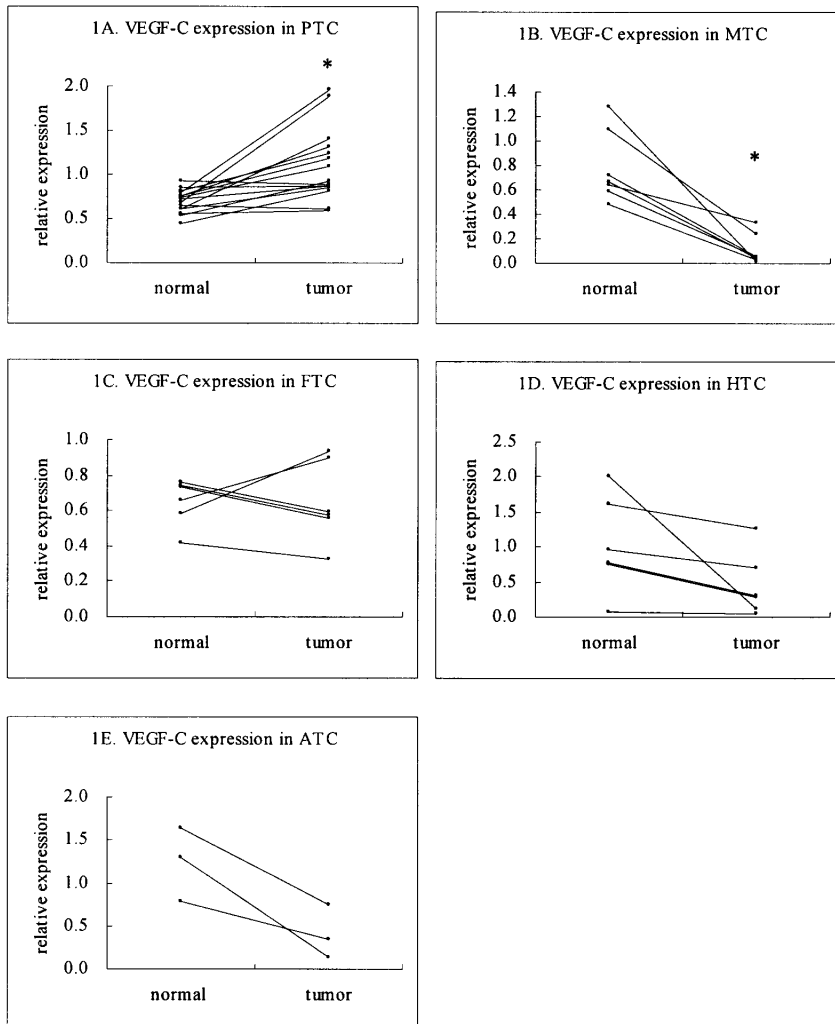 1A. VEGF-C expression in PTC
*
2.0
1.5
1.0
0.5
0.0
relative expression
normal tumor
1B. VEGF-C expression in MTC
*
1.4
1.2
1.0
0.8
0.6
0.4
0.2
0.0
relative expression
normal tumor
1C. VEGF-C expression in FTC
1.0
0.8
0.6
0.4
0.2
0.0
relative expression
normal tumor
1D. VEGF-C expression in HTC
2.5
2.0
1.5
1.0
0.5
0.0
relative expression
normal tumor
1E. VEGF-C expression in ATC
2.0
1.5
1.0
0.5
0.0
relative expression
normal tumor